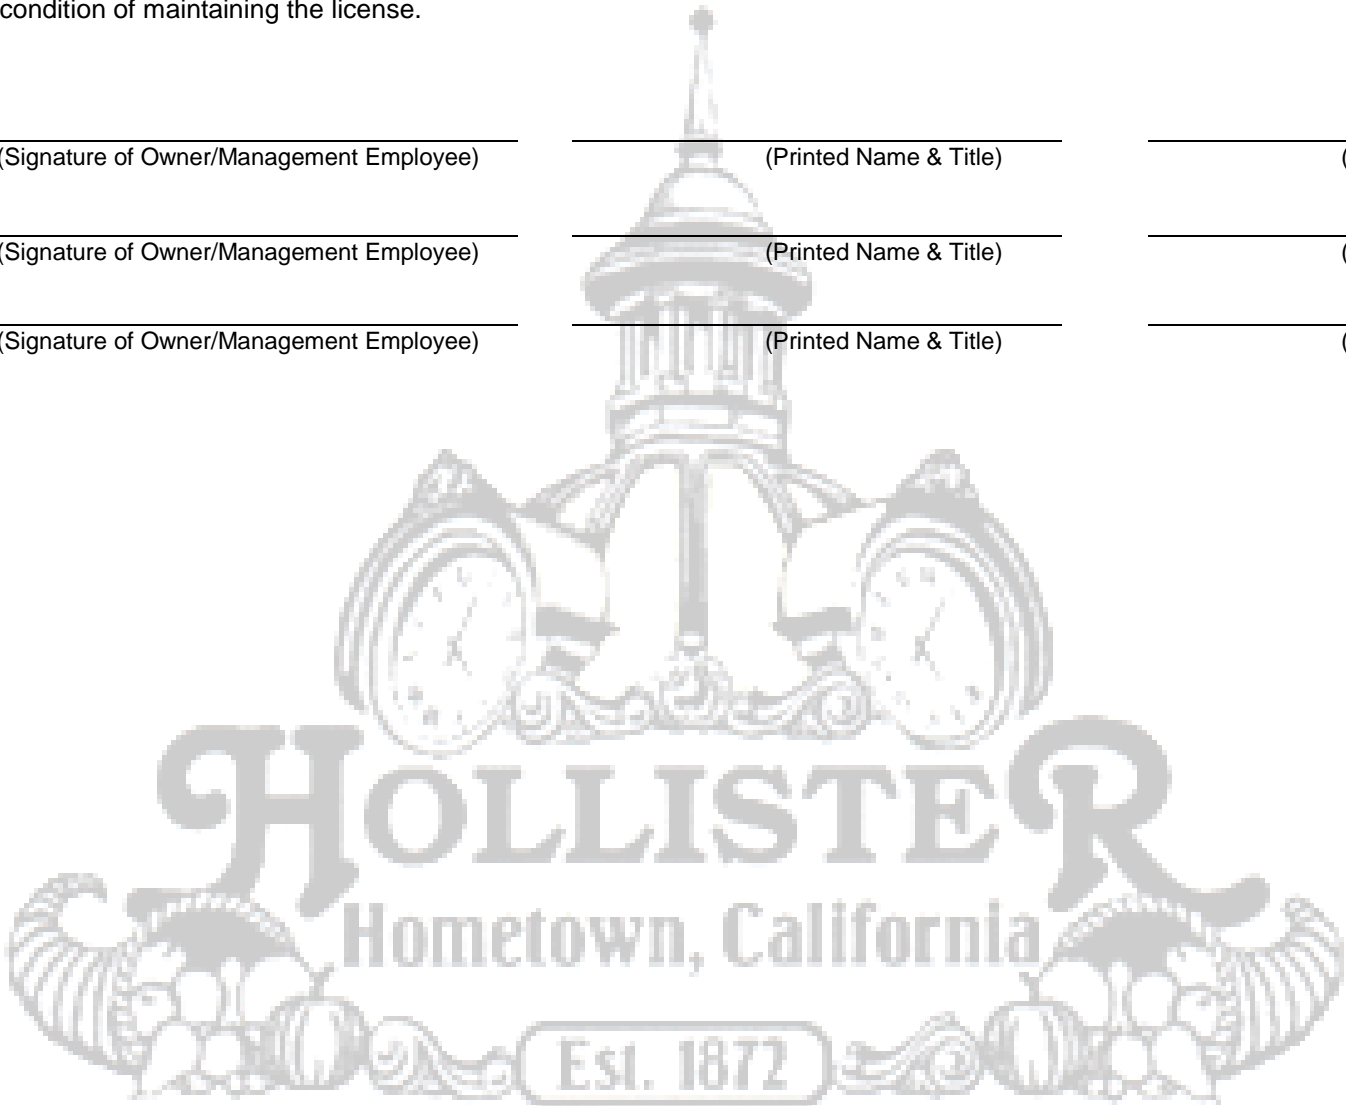 condition of maintaining the license.
(Signature of Owner/Management Employee) (Printed Name & Title) (
(Signature of Owner/Management Employee) (Printed Name & Title) (
(Signature of Owner/Management Employee) (Printed Name & Title) (
HOLLISTER
Hometown, California
Est. 1872